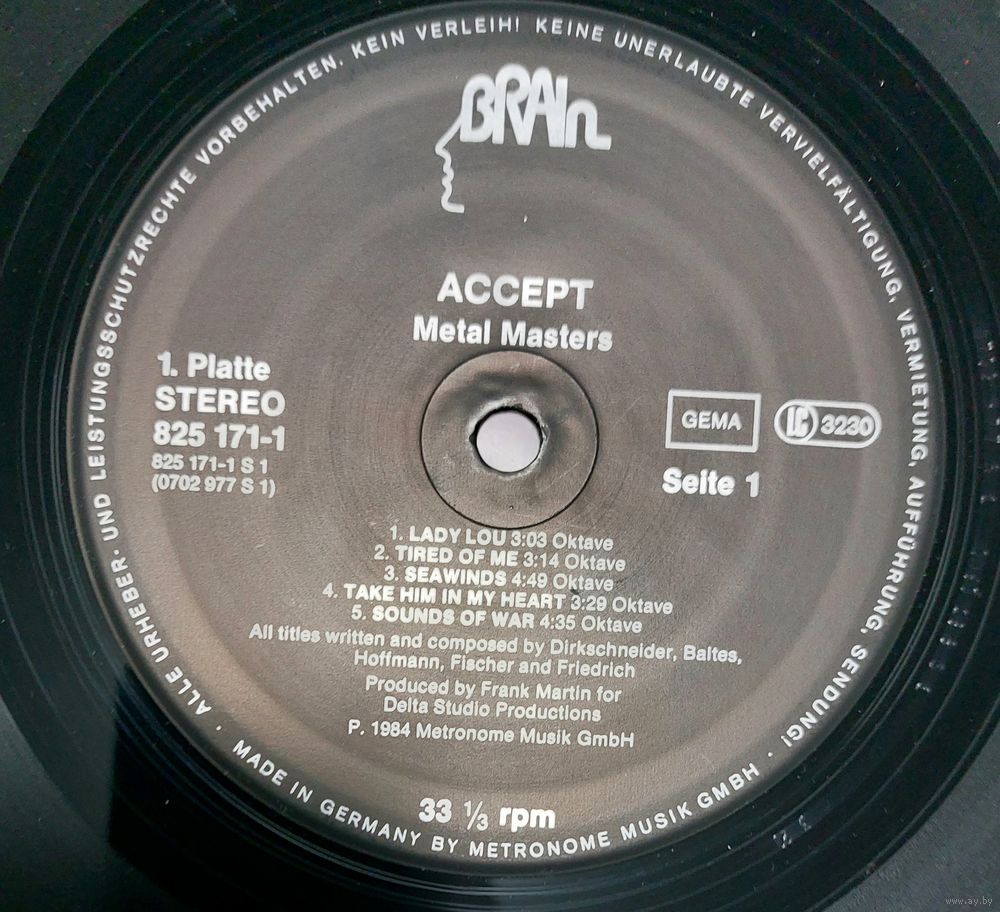 ALLE URHEBER- UND LEISTUNGSSCHUTZRECHTE VORBEHALTEN. KEIN VERLEIH! KEINE UNERLAUBTE VERVIELFÄLTIGUNG, VERMIETUNG, AUFFÜHRUNG, SENDUNG!
BRAIn
ACCEPT
Metal Masters
1. Platte
STEREO
825 171-1
825 171-1 S 1
(0702 977 S 1)
GEMA
LC 3230
Seite 1
1. LADY LOU 3:03 Oktave
2. TIRED OF ME 3:14 Oktave
3. SEAWINDS 4:49 Oktave
4. TAKE HIM IN MY HEART 3:29 Oktave
5. SOUNDS OF WAR 4:35 Oktave
All titles written and composed by Dirkschneider, Baltes,
Hoffmann, Fischer and Friedrich
Produced by Frank Martin for
Delta Studio Productions
P. 1984 Metronome Musik GmbH
33 ⅓ rpm
· MADE IN GERMANY BY METRONOME MUSIK GMBH ·
www.ay.by